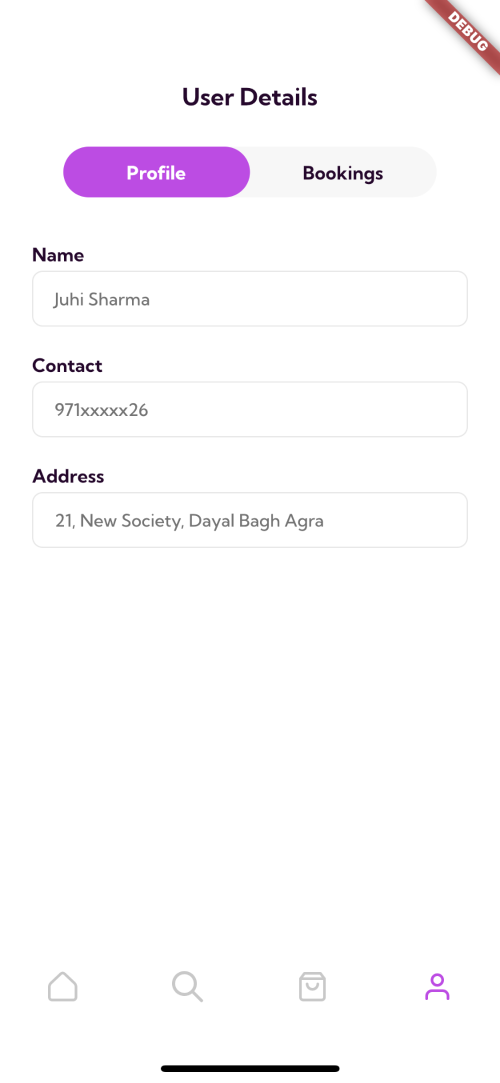 DEBUG
User Details
Profile
Bookings
Name
Juhi Sharma
Contact
971xxxxx26
Address
21, New Society, Dayal Bagh Agra